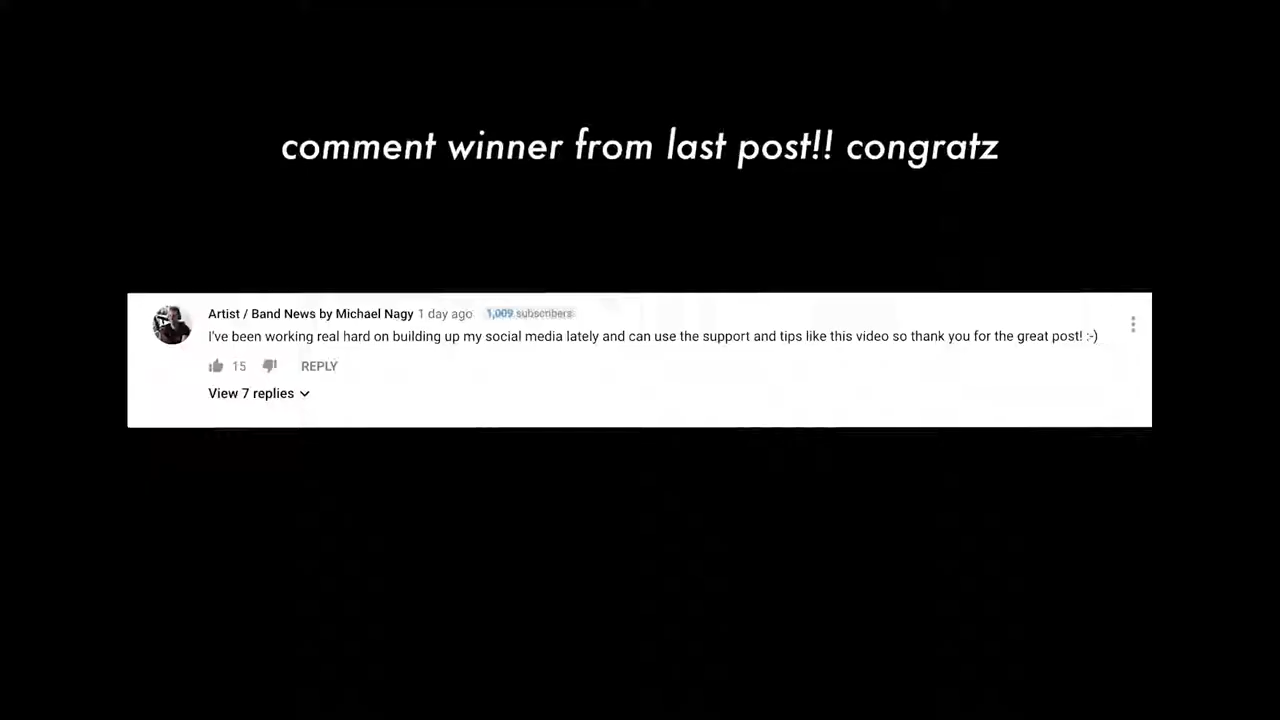 comment winner from last post!! congratz
Artist / Band News by Michael Nagy 1 day ago 1,009 subscribers
I've been working real hard on building up my social media lately and can use the support and tips like this video so thank you for the great post! :-)
15 REPLY
View 7 replies